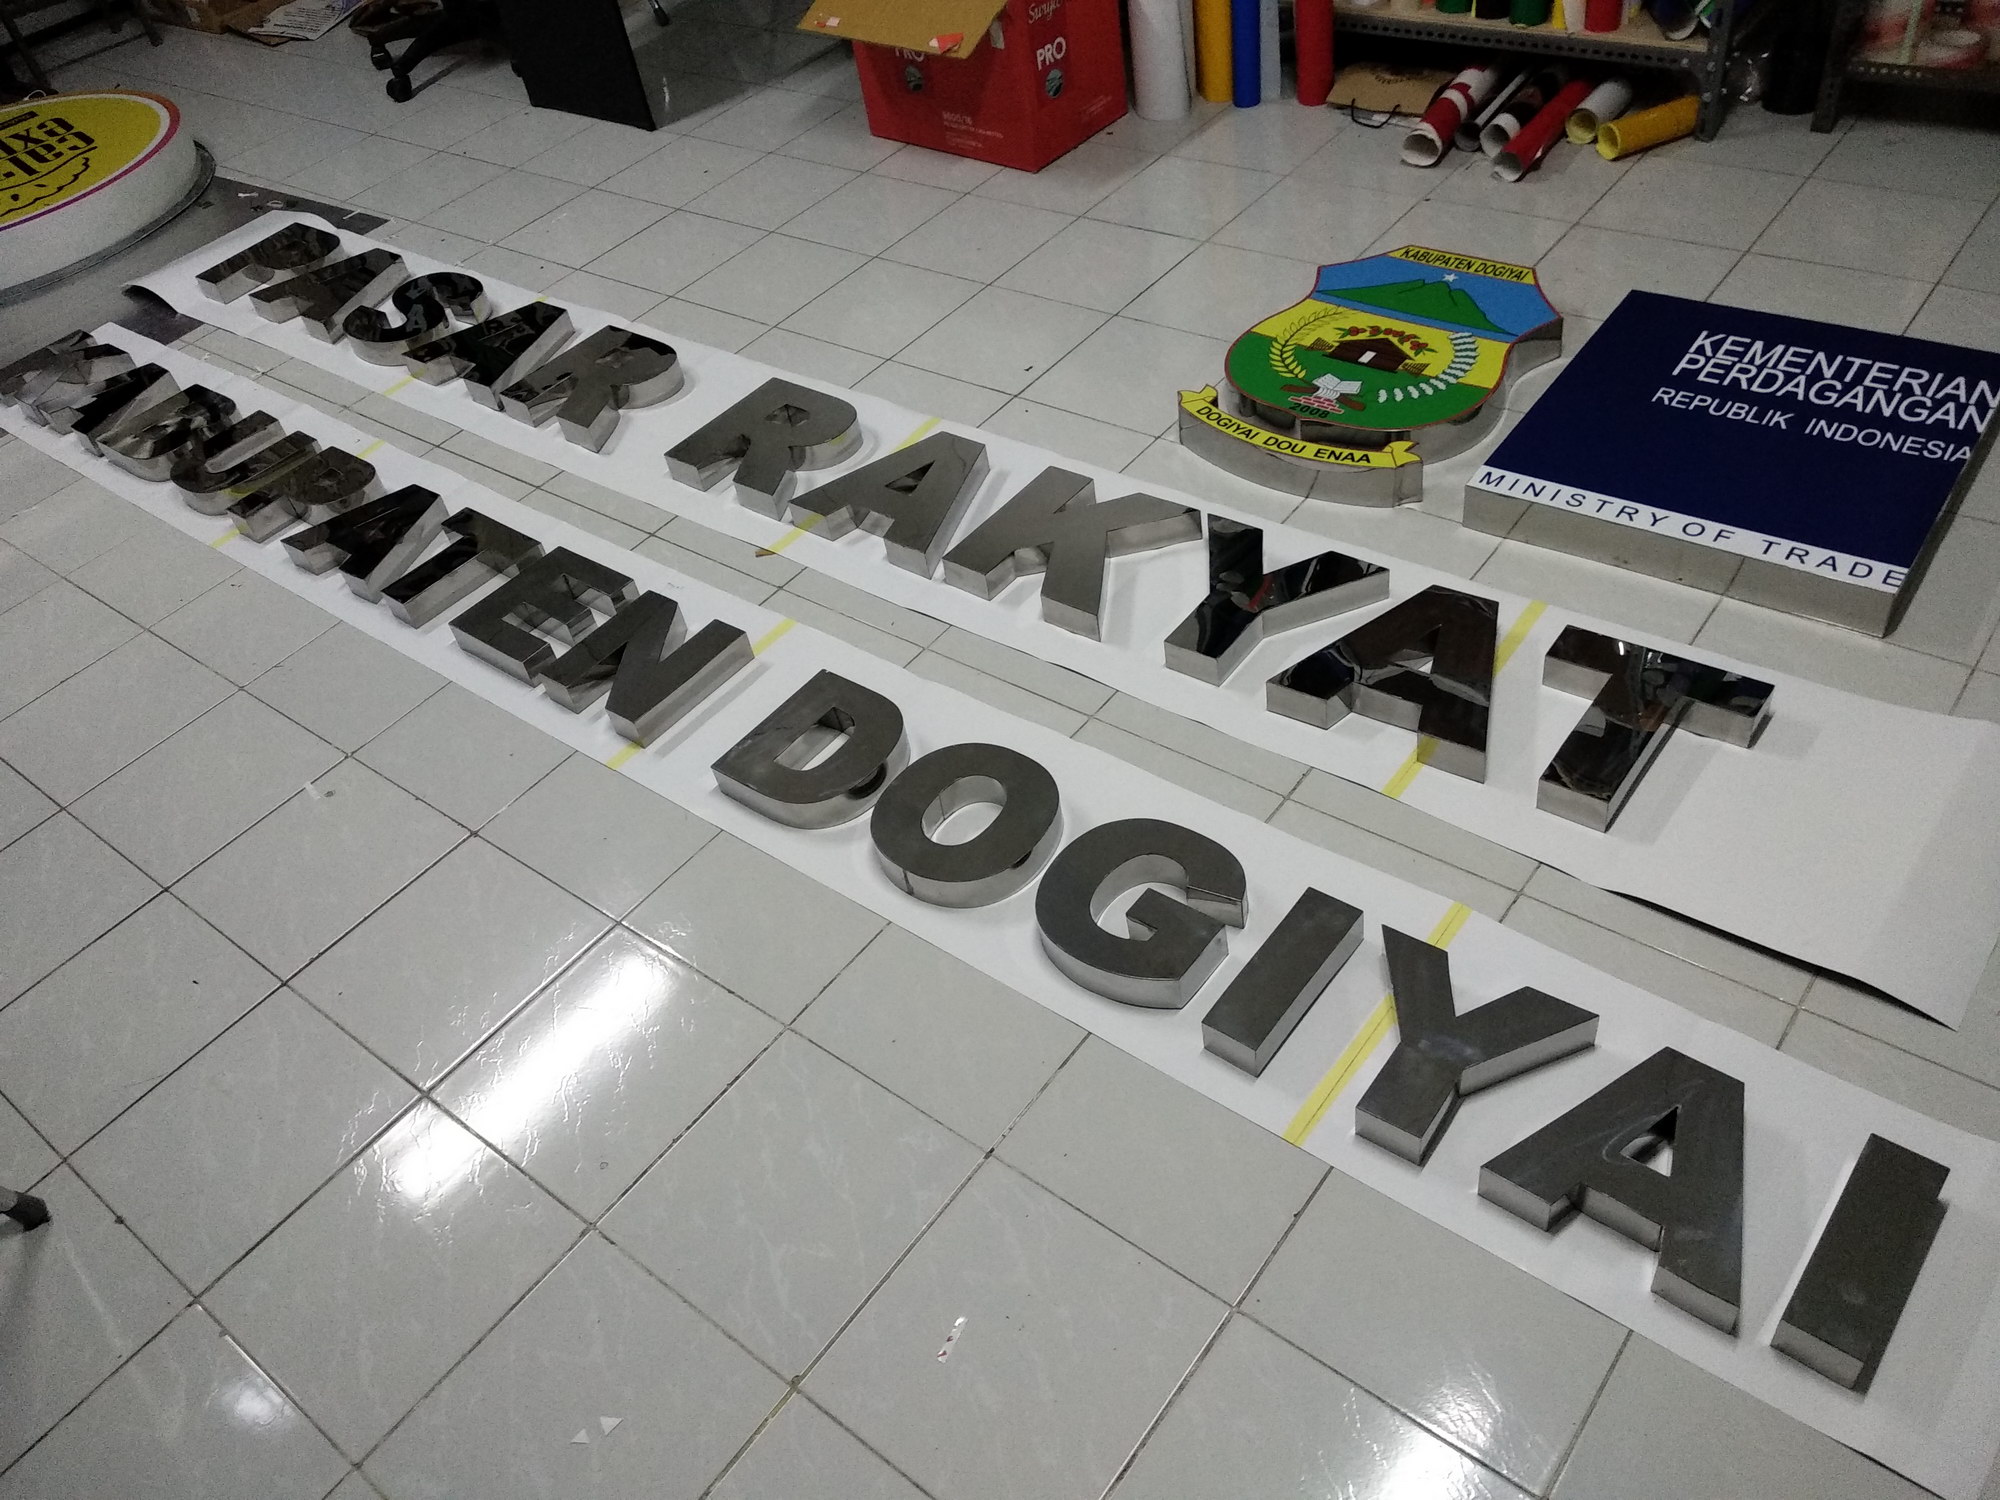 PASAR RAKYAT
KABUPATEN DOGIYAI
KABUPATEN DOGIYAI
2008
DOGIYAI DOU ENAA
KEMENTERIAN
PERDAGANGAN
REPUBLIK INDONESIA
MINISTRY OF TRADE
Surya
PRO
PRO